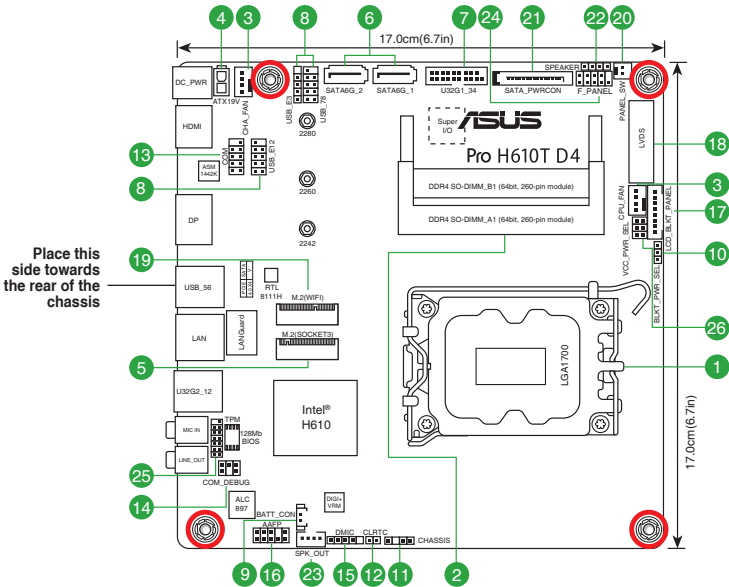 4
3
8
6
7
24
21
22
20
17.0cm(6.7in)
DC_PWR
ATX19V
CHA_FAN
USB_E3
USB_78
SATA6G_2
SATA6G_1
U32G1_34
SPEAKER
SATA_PWRCON
F_PANEL
PANEL_SW
HDMI
2280
Super
I/O
ASUS
LVDS
18
13
COM
USB_E12
Pro H610T D4
ASM
1442K
8
2260
DDR4 SO-DIMM_B1 (64bit, 260-pin module)
CPU_FAN
3
LCD_BLKT_PANEL
17
DP
2242
DDR4 SO-DIMM_A1 (64bit, 260-pin module)
VCC_PWR_SEL
10
BLKT_PWR_SEL
Place this
side towards
the rear of the
chassis
19
USB_56
RTL
8111H
M.2(WIFI)
26
LAN
LANGuard
M.2(SOCKET3)
5
LGA1700
1
U32G2_12
Intel®
H610
MIC IN
TPM
128Mb
BIOS
LINE_OUT
25
COM_DEBUG
14
ALC
897
BATT_CON
DIGI+
VRM
AAFP
DMIC
CLRTC
CHASSIS
SPK_OUT
9
16
23
15
12
11
2
17.0cm(6.7in)